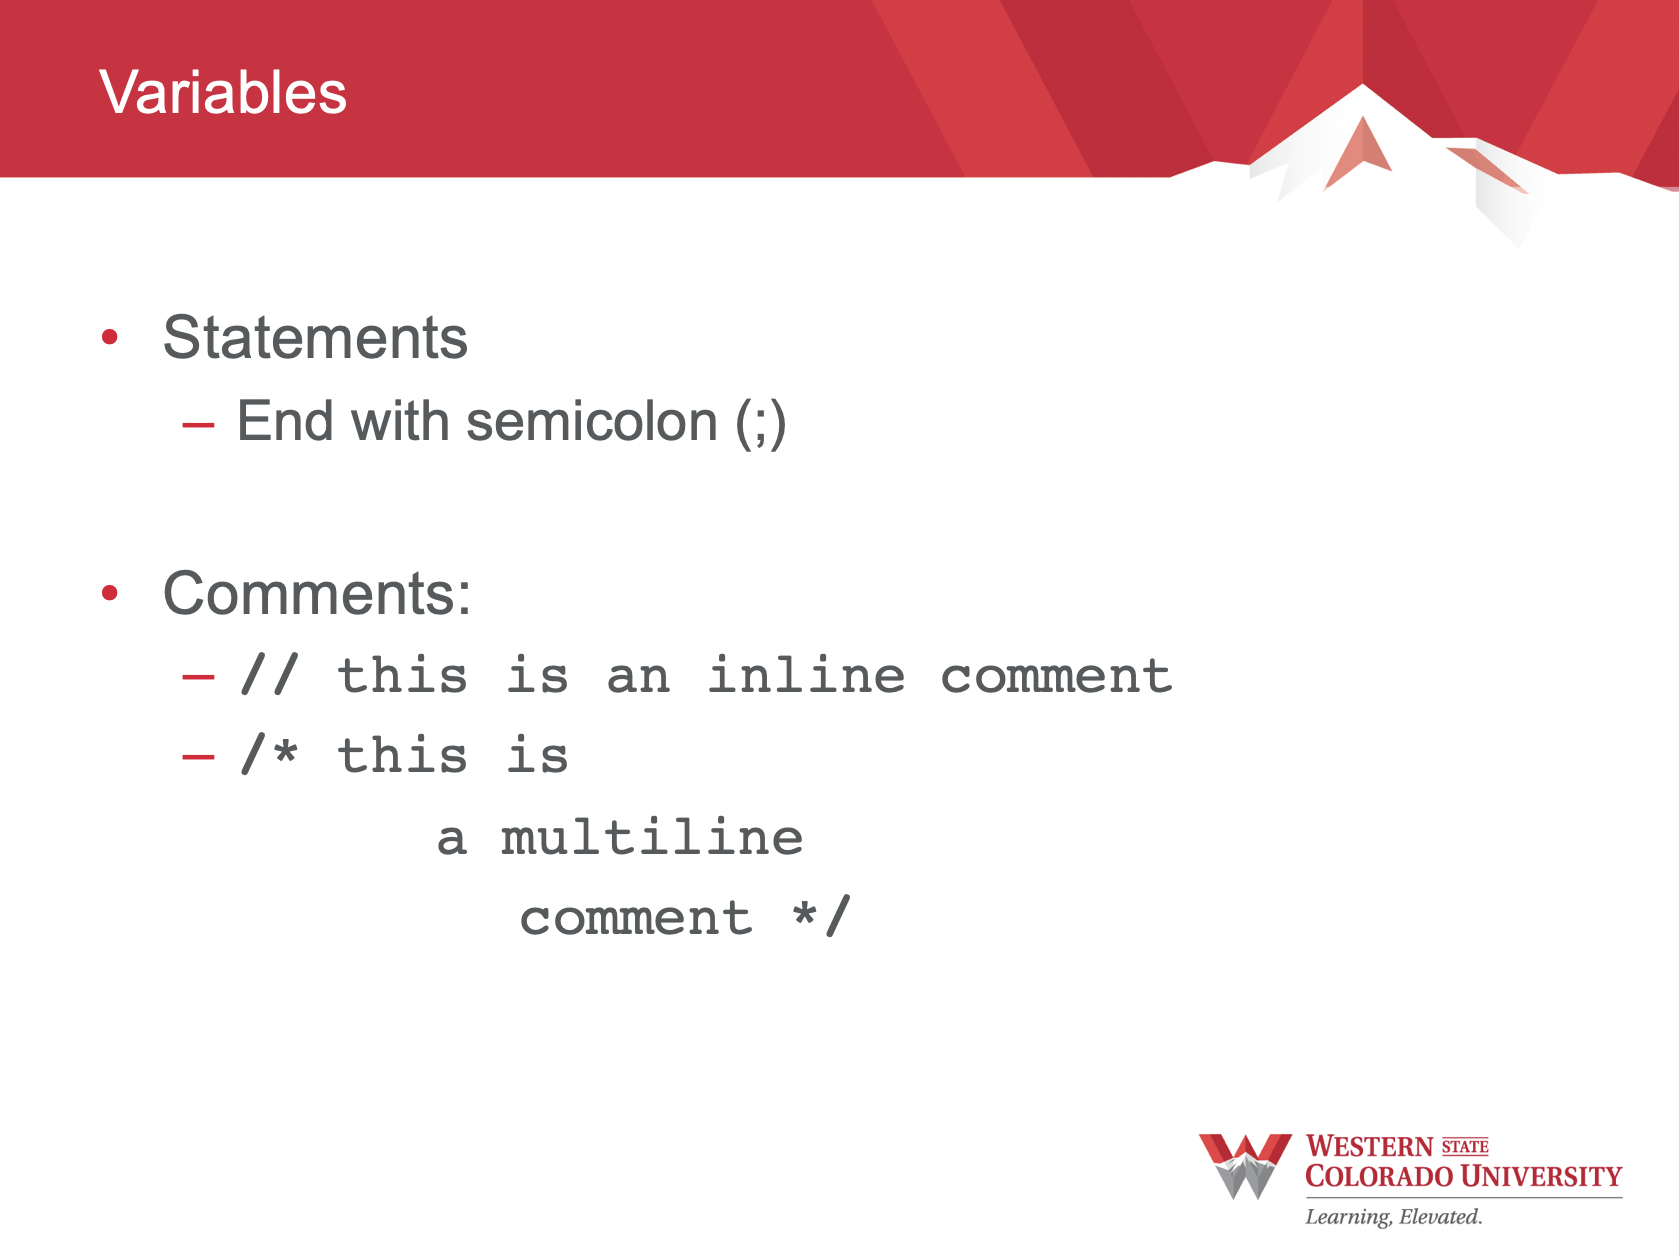 Variables
• Statements
– End with semicolon (;)
• Comments:
– // this is an inline comment
– /* this is
a multiline
comment */
WESTERN STATE
COLORADO UNIVERSITY
Learning, Elevated.